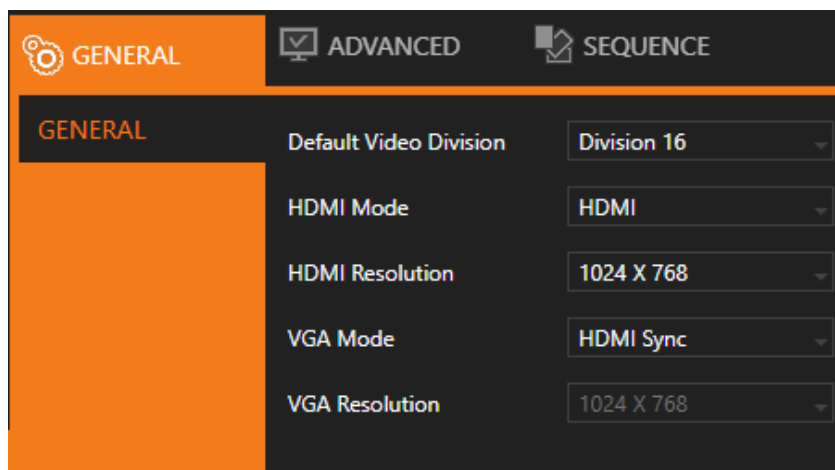 GENERAL ADVANCED SEQUENCE
GENERAL
Default Video Division Division 16
HDMI Mode HDMI
HDMI Resolution 1024 X 768
VGA Mode HDMI Sync
VGA Resolution 1024 X 768